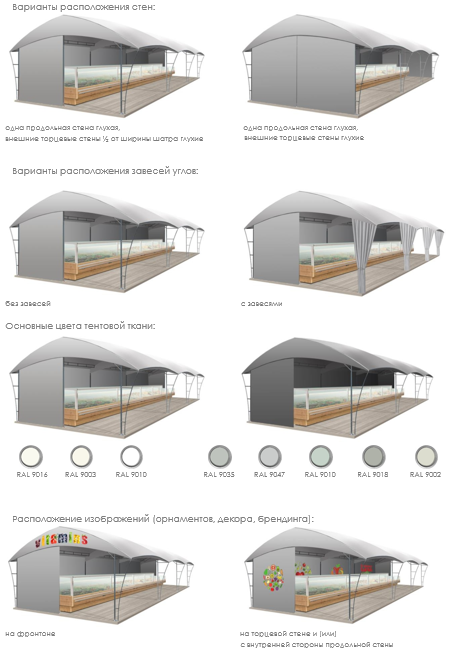 Варианты расположения стен:
одна продольная стена глухая,
внешние торцевые стены ½ от ширины шатра глухие
одна продольная стена глухая,
внешние торцевые стены глухие
Варианты расположения завесей углов:
без завесей
с завесями
Основные цвета тентовой ткани:
RAL 9016
RAL 9003
RAL 9010
RAL 9035
RAL 9047
RAL 9010
RAL 9018
RAL 9002
Расположение изображений (орнаментов, декора, брендинга):
vitamins
на фронтоне
на торцевой стене и (или)
с внутренней стороны продольной стены